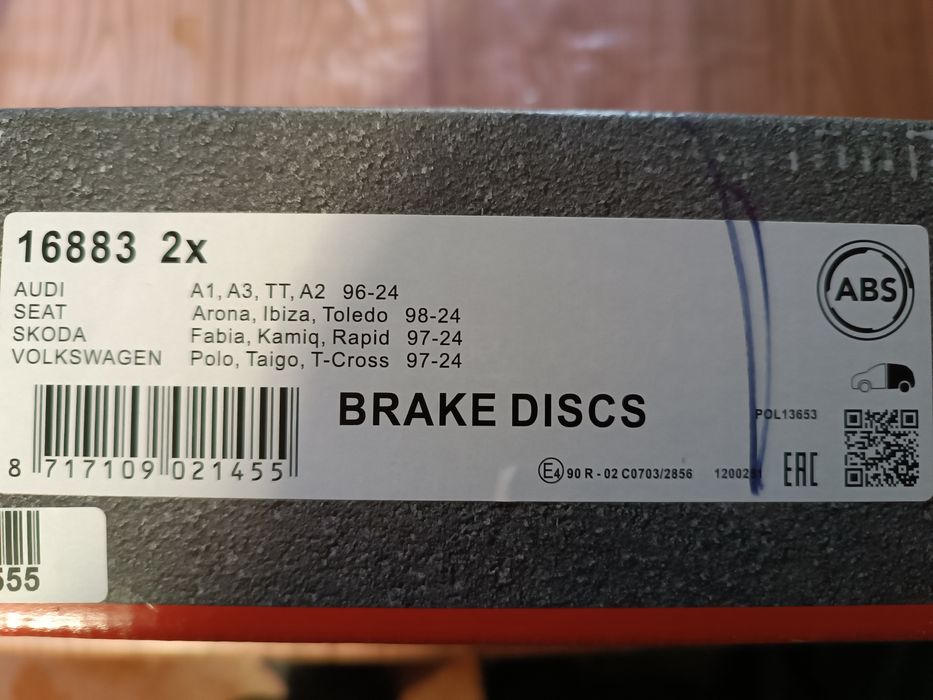 16883 2x
AUDI A1, A3, TT, A2 96-24
SEAT Arona, Ibiza, Toledo 98-24
SKODA Fabia, Kamiq, Rapid 97-24
VOLKSWAGEN Polo, Taigo, T-Cross 97-24
ABS
BRAKE DISCS
POL13653
8 717109 021455
E4 90 R - 02 C0703/2856
EAC